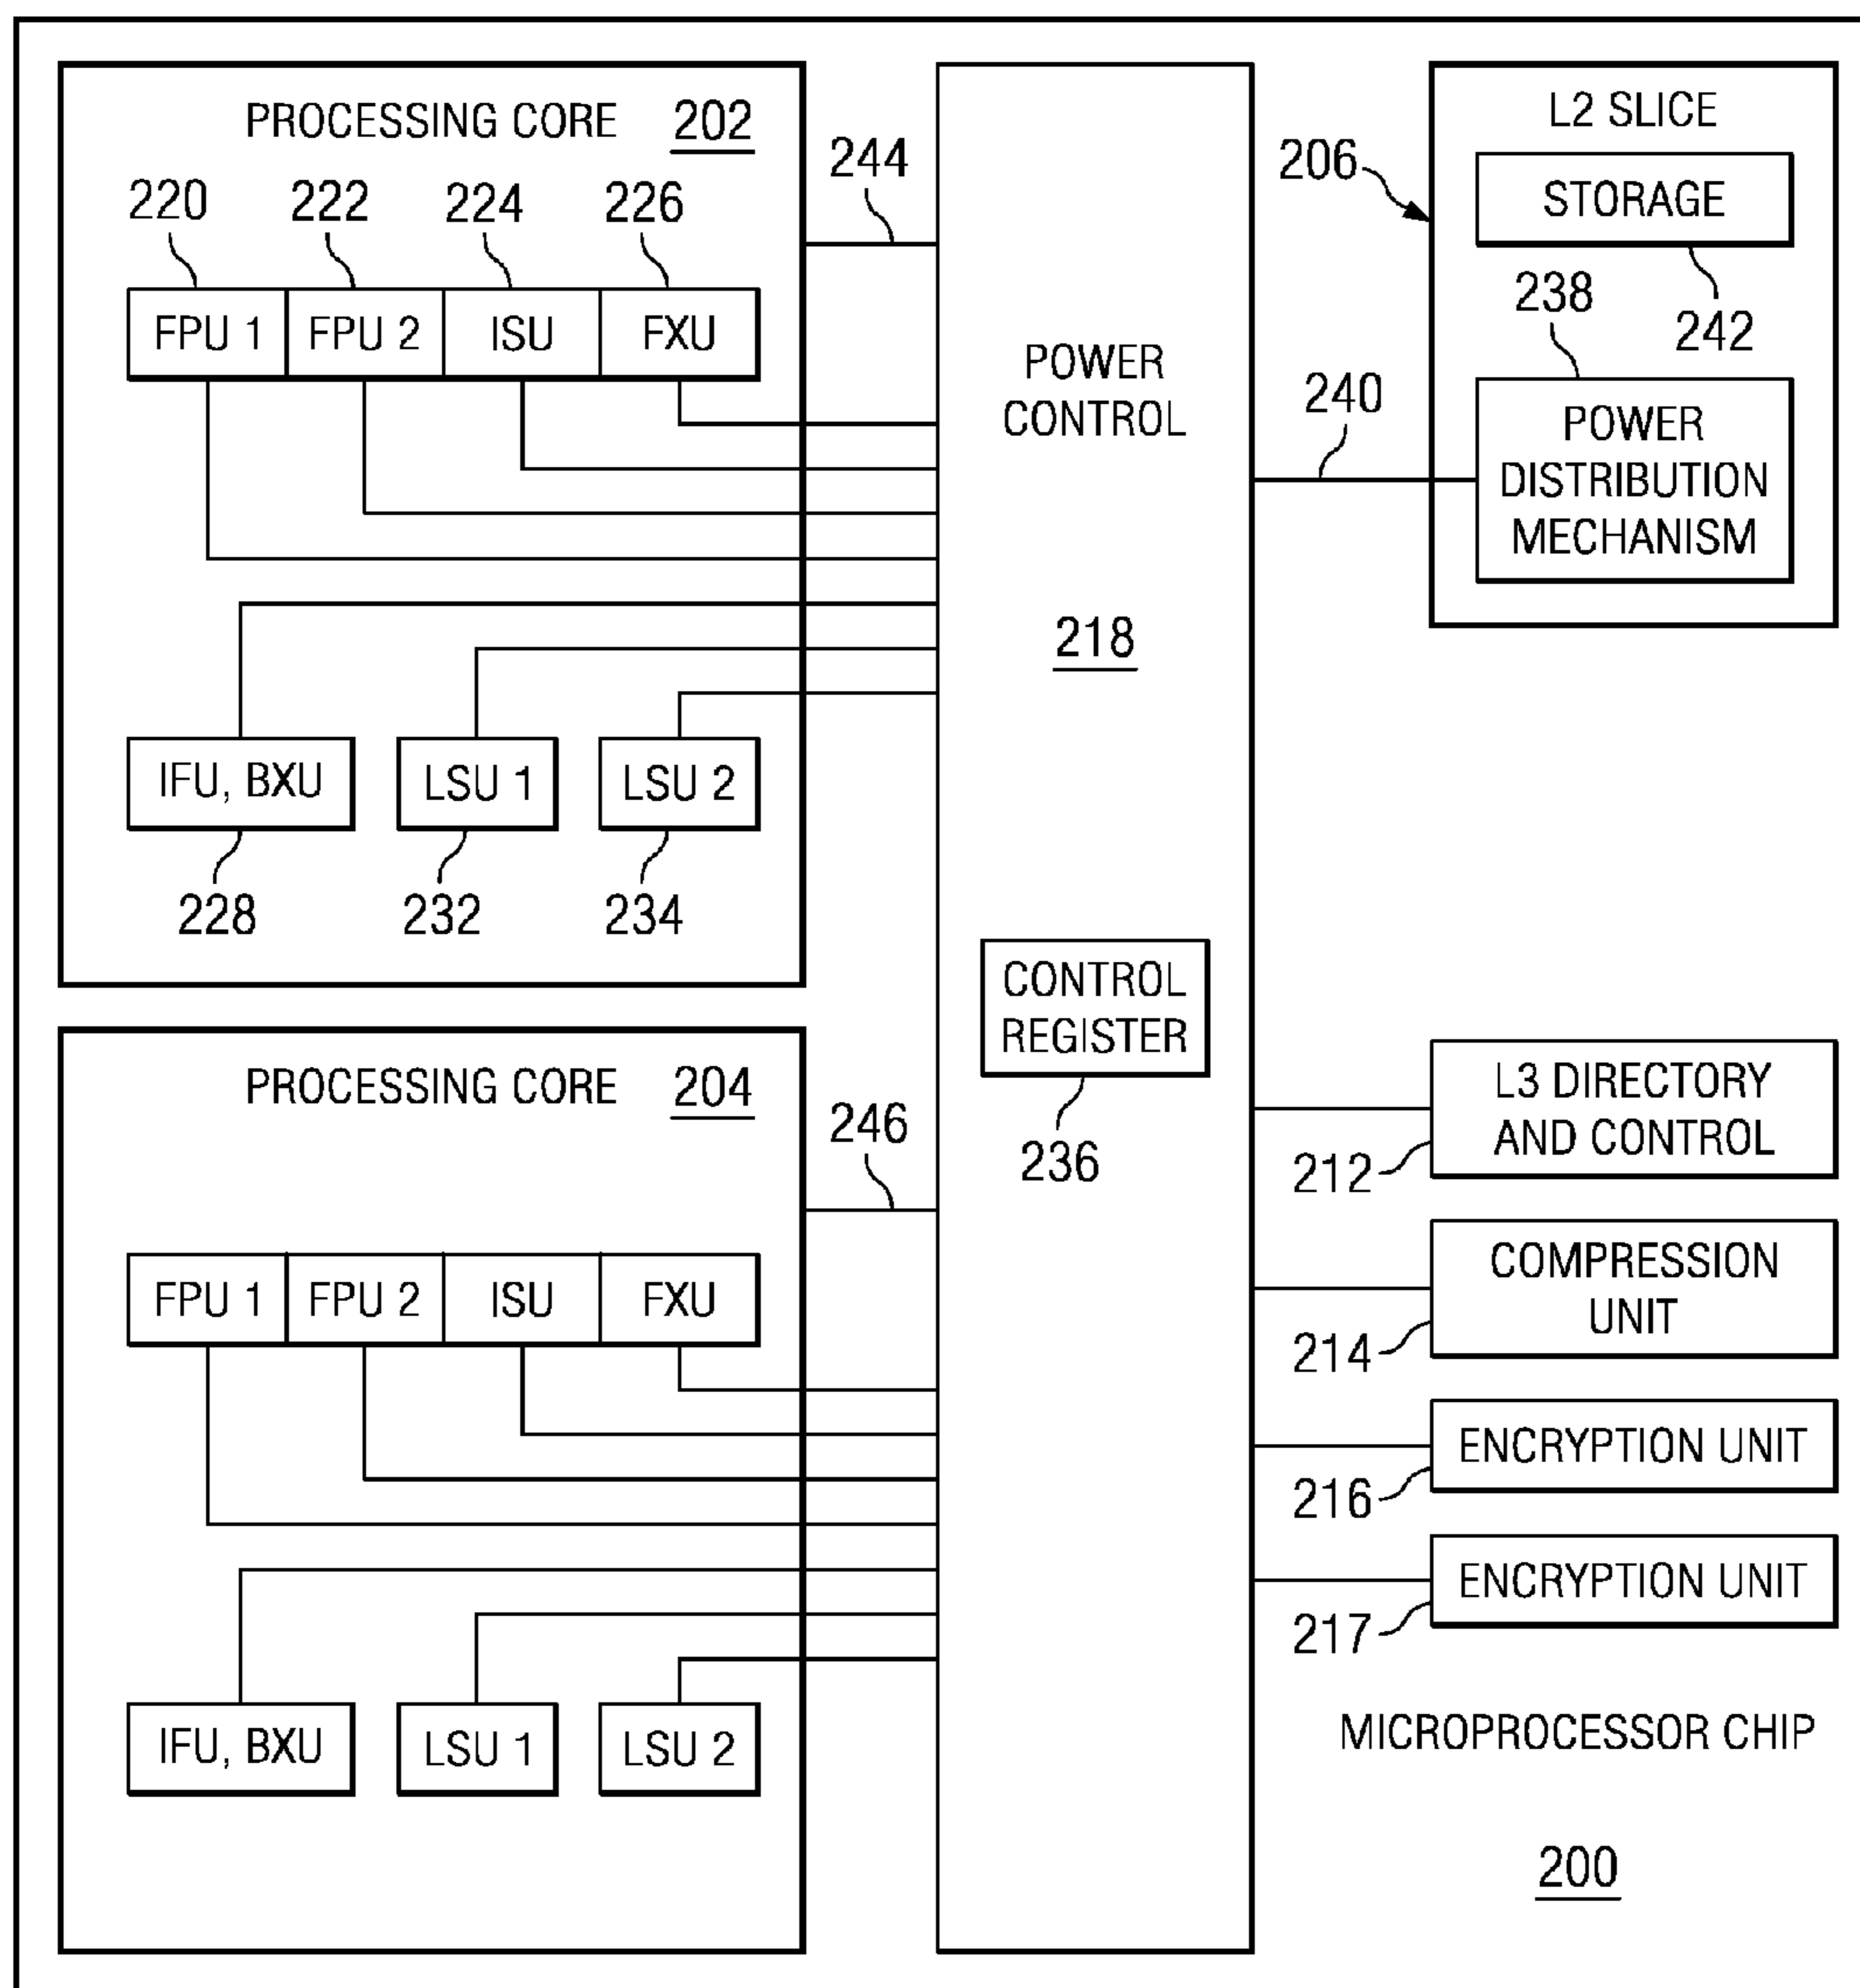 PROCESSING CORE 202
220 222 224 226
FPU 1 FPU 2 ISU FXU
IFU, BXU LSU 1 LSU 2
228 232 234
244
PROCESSING CORE 204
FPU 1 FPU 2 ISU FXU
IFU, BXU LSU 1 LSU 2
246
POWER
CONTROL
218
CONTROL
REGISTER
236
206
L2 SLICE
STORAGE
242
238
240
POWER
DISTRIBUTION
MECHANISM
L3 DIRECTORY
AND CONTROL
212
COMPRESSION
UNIT
214
ENCRYPTION UNIT
216
ENCRYPTION UNIT
217
MICROPROCESSOR CHIP
200